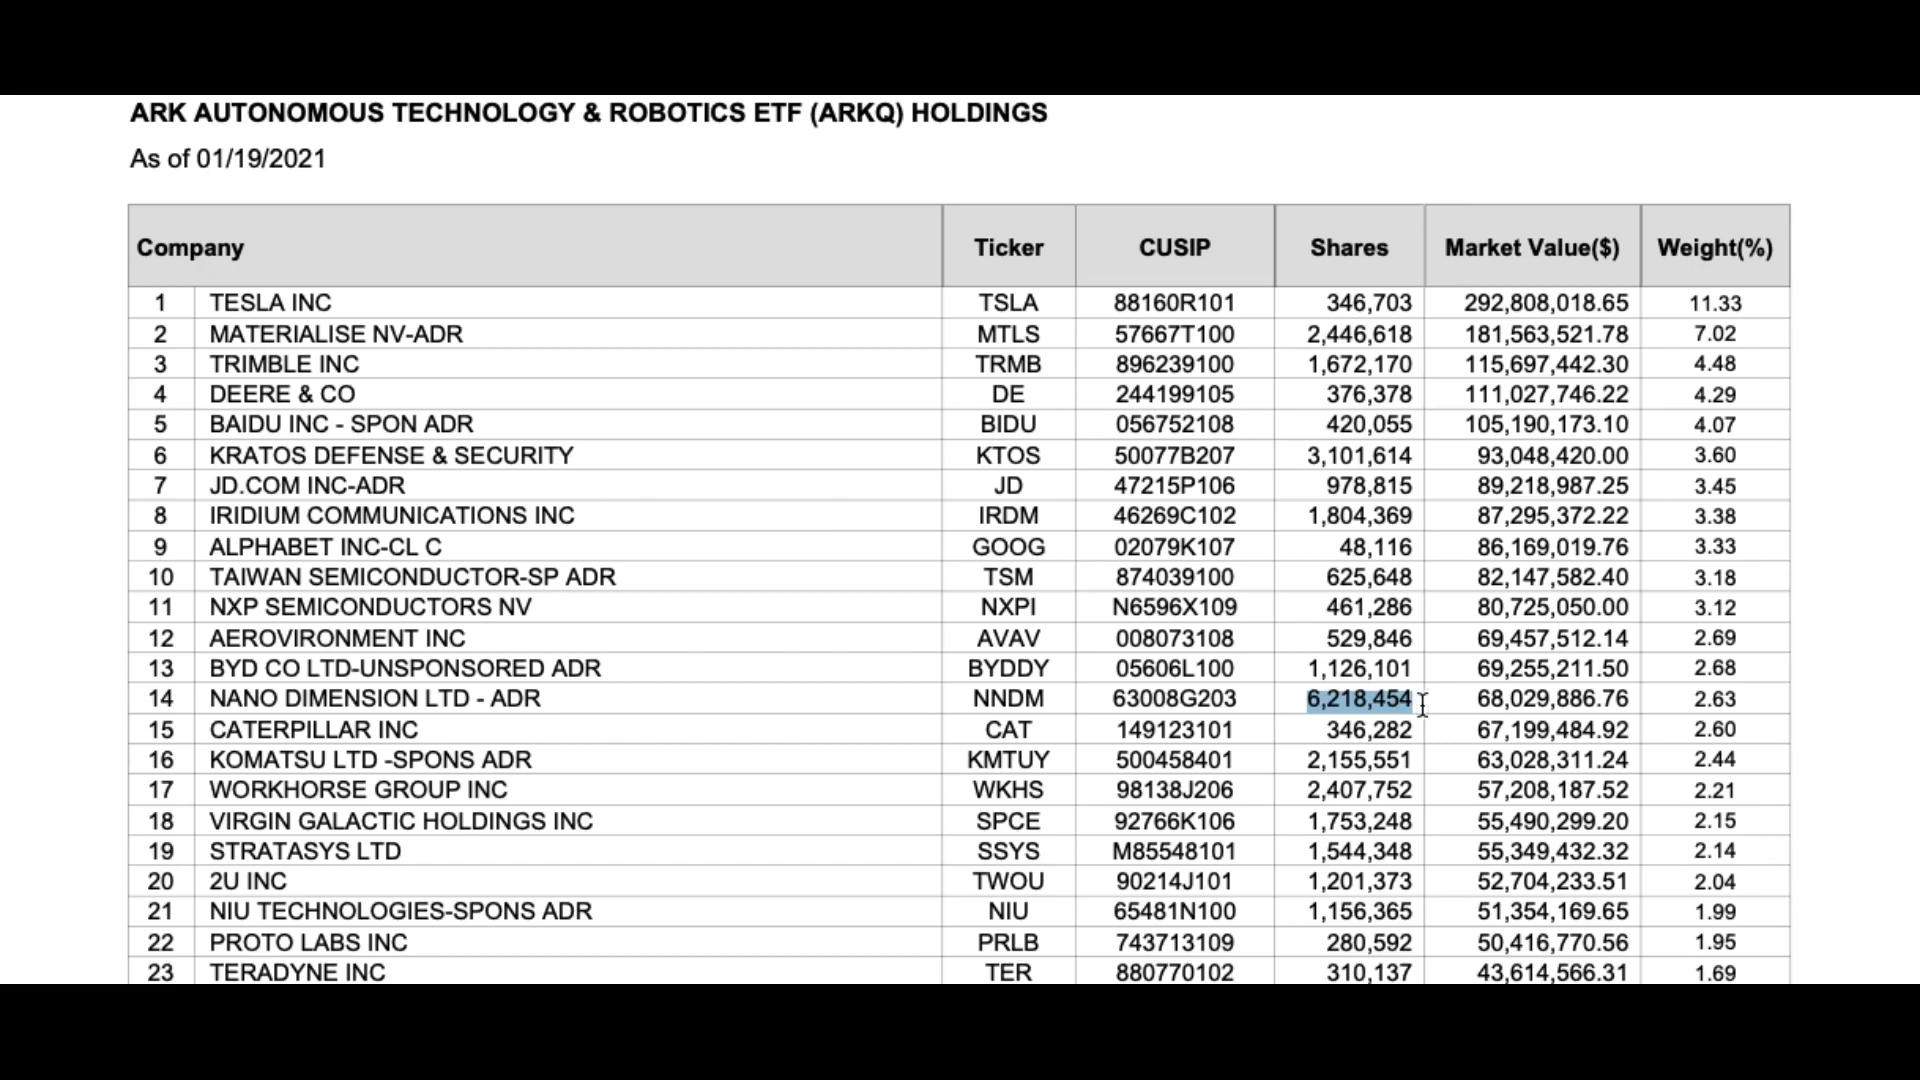 ARK AUTONOMOUS TECHNOLOGY & ROBOTICS ETF (ARKQ) HOLDINGS
As of 01/19/2021
Company Ticker CUSIP Shares Market Value($) Weight(%)
1 TESLA INC TSLA 88160R101 346,703 292,808,018.65 11.33
2 MATERIALISE NV-ADR MTLS 57667T100 2,446,618 181,563,521.78 7.02
3 TRIMBLE INC TRMB 896239100 1,672,170 115,697,442.30 4.48
4 DEERE & CO DE 244199105 376,378 111,027,746.22 4.29
5 BAIDU INC - SPON ADR BIDU 056752108 420,055 105,190,173.10 4.07
6 KRATOS DEFENSE & SECURITY KTOS 50077B207 3,101,614 93,048,420.00 3.60
7 JD.COM INC-ADR JD 47215P106 978,815 89,218,987.25 3.45
8 IRIDIUM COMMUNICATIONS INC IRDM 46269C102 1,804,369 87,295,372.22 3.38
9 ALPHABET INC-CL C GOOG 02079K107 48,116 86,169,019.76 3.33
10 TAIWAN SEMICONDUCTOR-SP ADR TSM 874039100 625,648 82,147,582.40 3.18
11 NXP SEMICONDUCTORS NV NXPI N6596X109 461,286 80,725,050.00 3.12
12 AEROVIRONMENT INC AVAV 008073108 529,846 69,457,512.14 2.69
13 BYD CO LTD-UNSPONSORED ADR BYDDY 05606L100 1,126,101 69,255,211.50 2.68
14 NANO DIMENSION LTD - ADR NNDM 63008G203 6,218,454 68,029,886.76 2.63
15 CATERPILLAR INC CAT 149123101 346,282 67,199,484.92 2.60
16 KOMATSU LTD -SPONS ADR KMTUY 500458401 2,155,551 63,028,311.24 2.44
17 WORKHORSE GROUP INC WKHS 98138J206 2,407,752 57,208,187.52 2.21
18 VIRGIN GALACTIC HOLDINGS INC SPCE 92766K106 1,753,248 55,490,299.20 2.15
19 STRATASYS LTD SSYS M85548101 1,544,348 55,349,432.32 2.14
20 2U INC TWOU 90214J101 1,201,373 52,704,233.51 2.04
21 NIU TECHNOLOGIES-SPONS ADR NIU 65481N100 1,156,365 51,354,169.65 1.99
22 PROTO LABS INC PRLB 743713109 280,592 50,416,770.56 1.95
23 TERADYNE INC TER 880770102 310,137 43,614,566.31 1.69